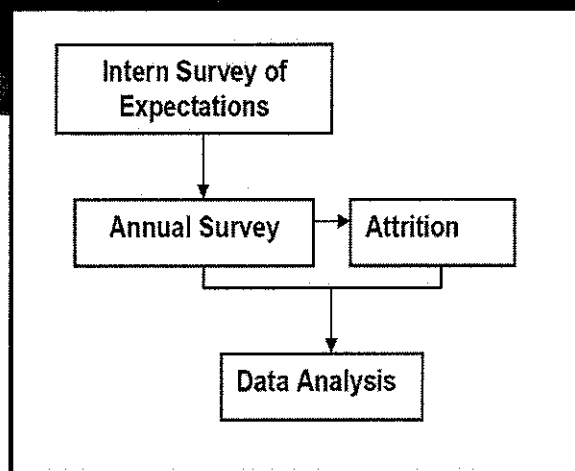 Intern Survey of
Expectations
Annual Survey
Attrition
Data Analysis